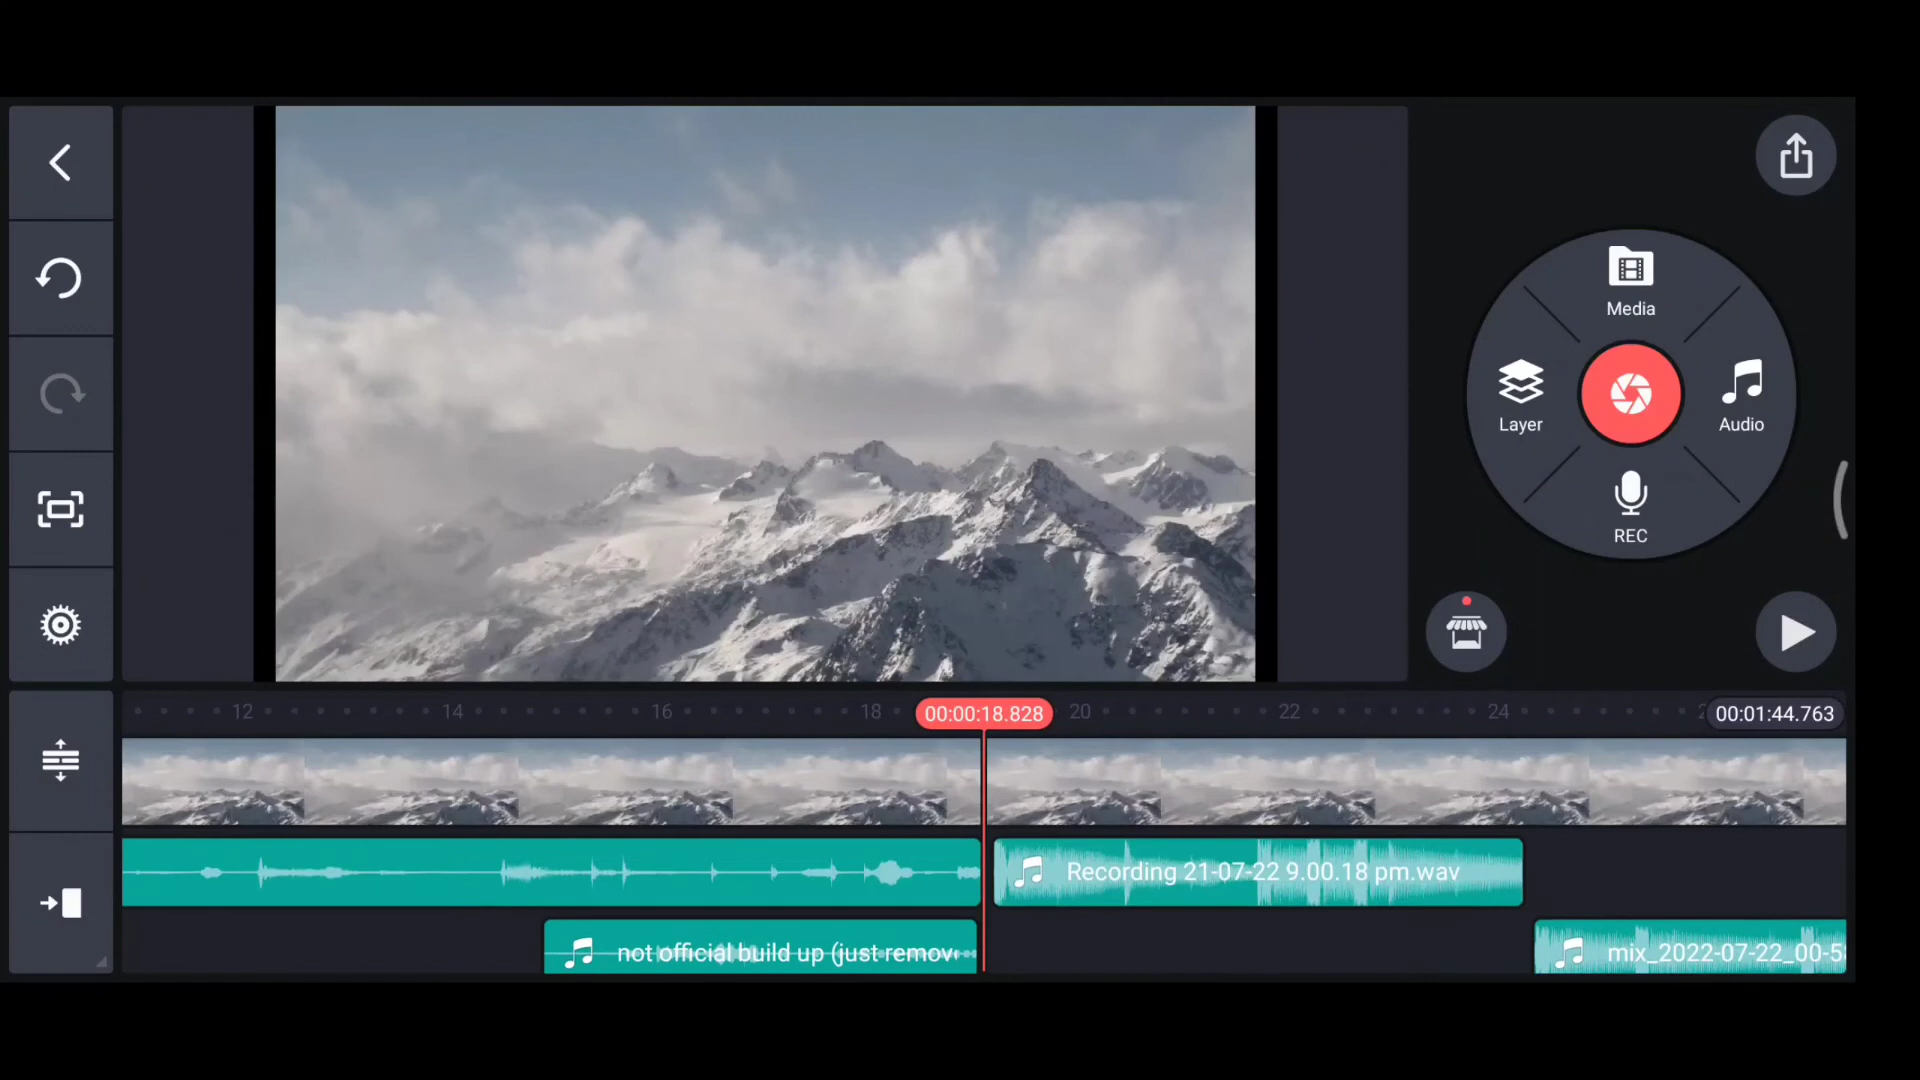 Media
Layer
Audio
REC
12
14
16
18
00:00:18.828
20
22
24
00:01:44.763
Recording 21-07-22 9.00.18 pm.wav
not official build up (just remov
mix_2022-07-22_00-5